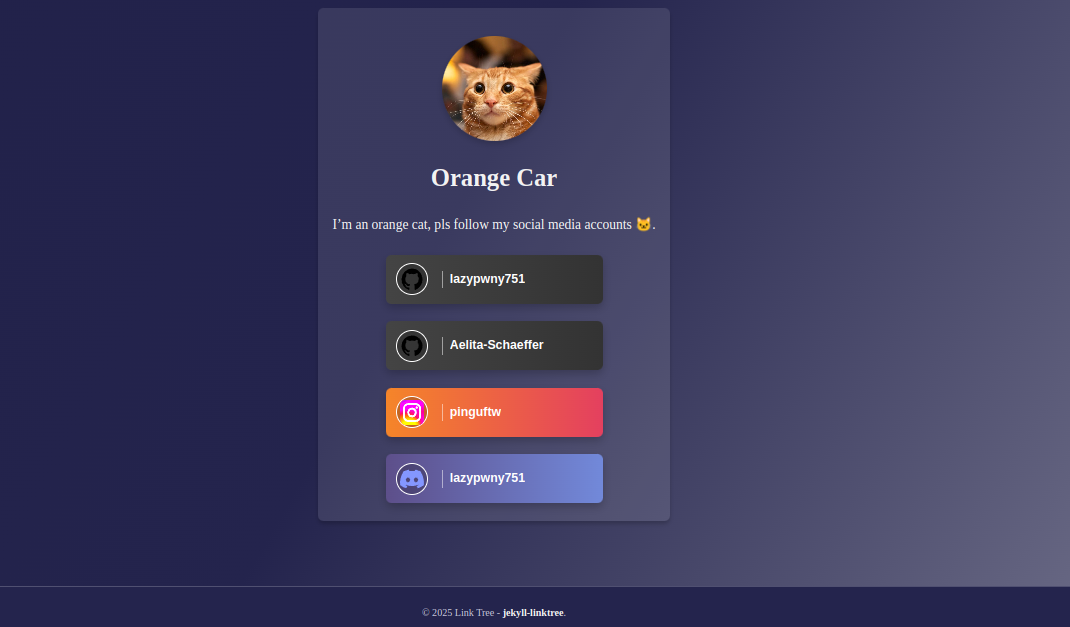 Orange Car
I’m an orange cat, pls follow my social media accounts 🐱.
lazypwny751
Aelita-Schaeffer
pinguftw
lazypwny751
© 2025 Link Tree - jekyll-linktree.